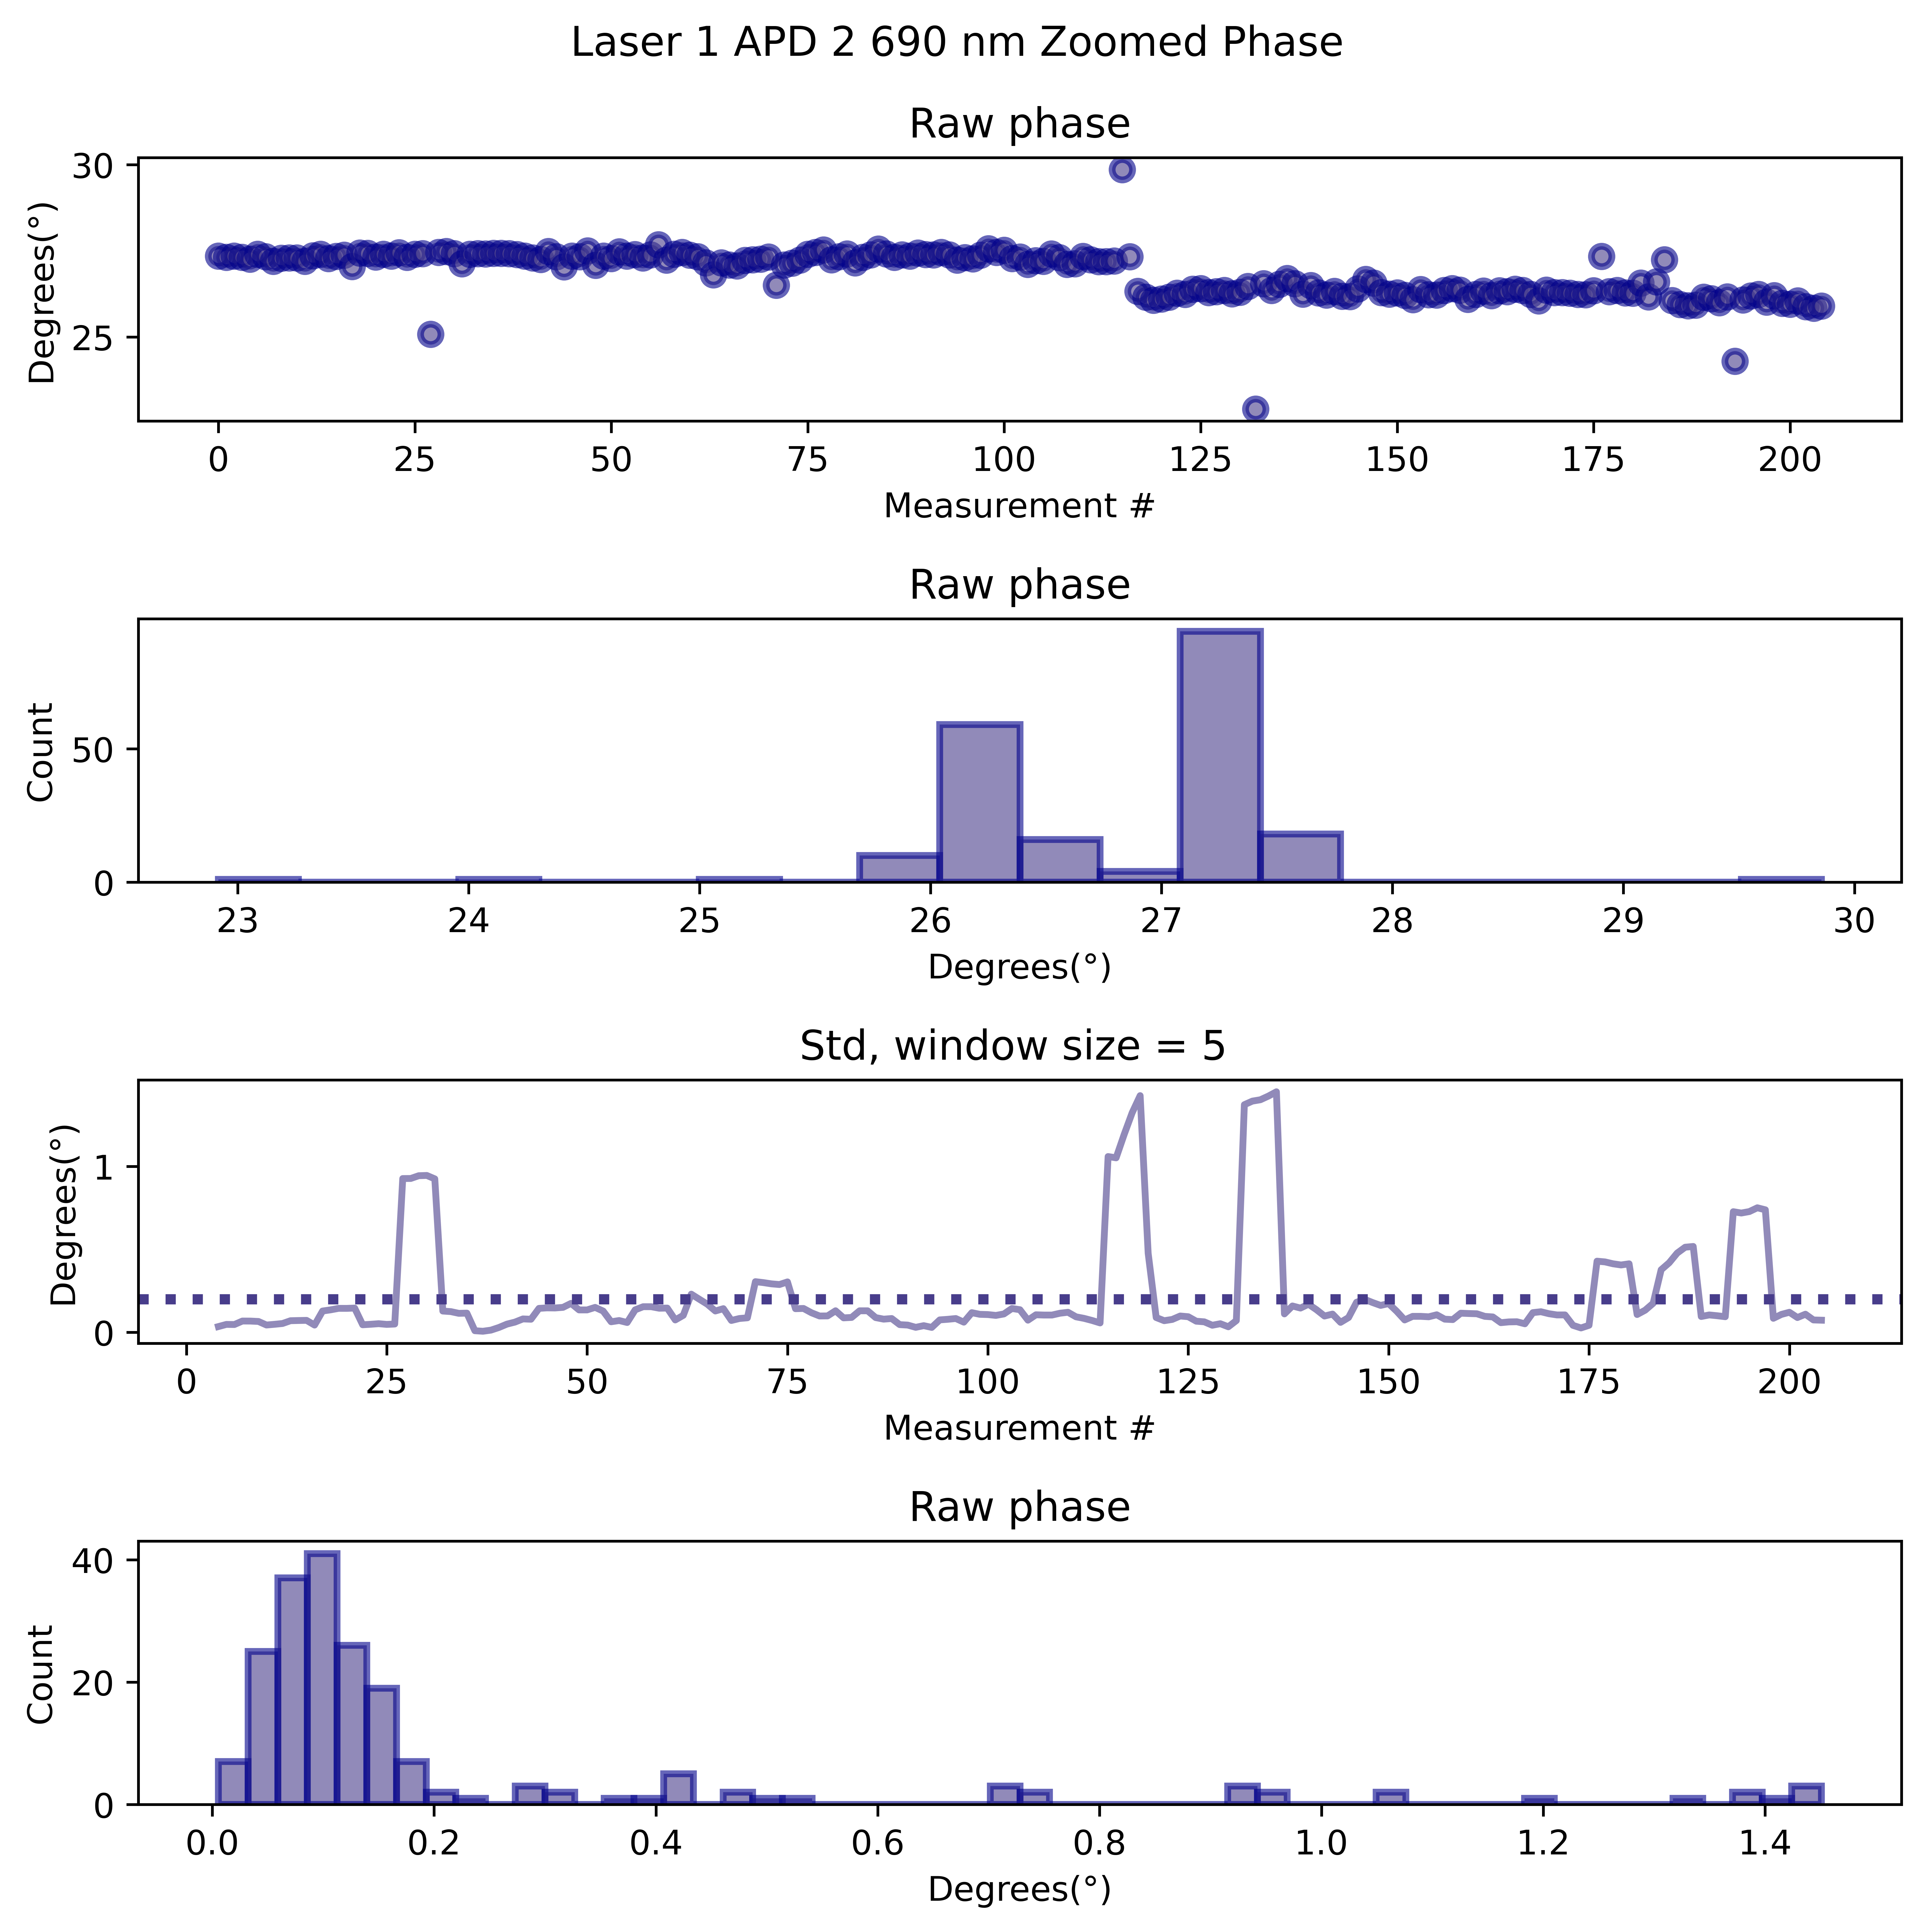 Laser 1 APD 2 690 nm Zoomed Phase
Raw phase
30
25
Degrees(°)
0 25 50 75 100 125 150 175 200
Measurement #
Raw phase
50
0
Count
23 24 25 26 27 28 29 30
Degrees(°)
Std, window size = 5
1
0
Degrees(°)
0 25 50 75 100 125 150 175 200
Measurement #
Raw phase
40
20
0
Count
0.0 0.2 0.4 0.6 0.8 1.0 1.2 1.4
Degrees(°)